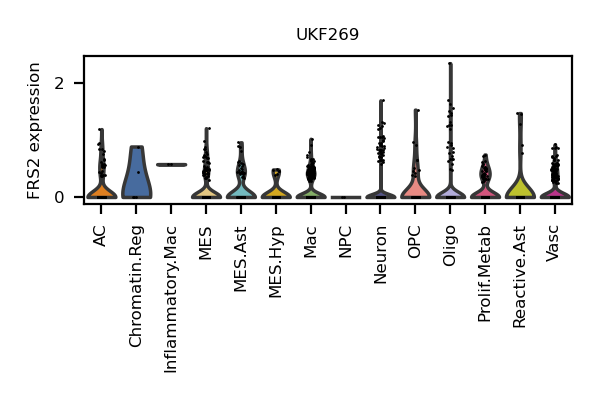 UKF269
FRS2 expression
2
0
AC
Chromatin.Reg
Inflammatory.Mac
MES
MES.Ast
MES.Hyp
Mac
NPC
Neuron
OPC
Oligo
Prolif.Metab
Reactive.Ast
Vasc